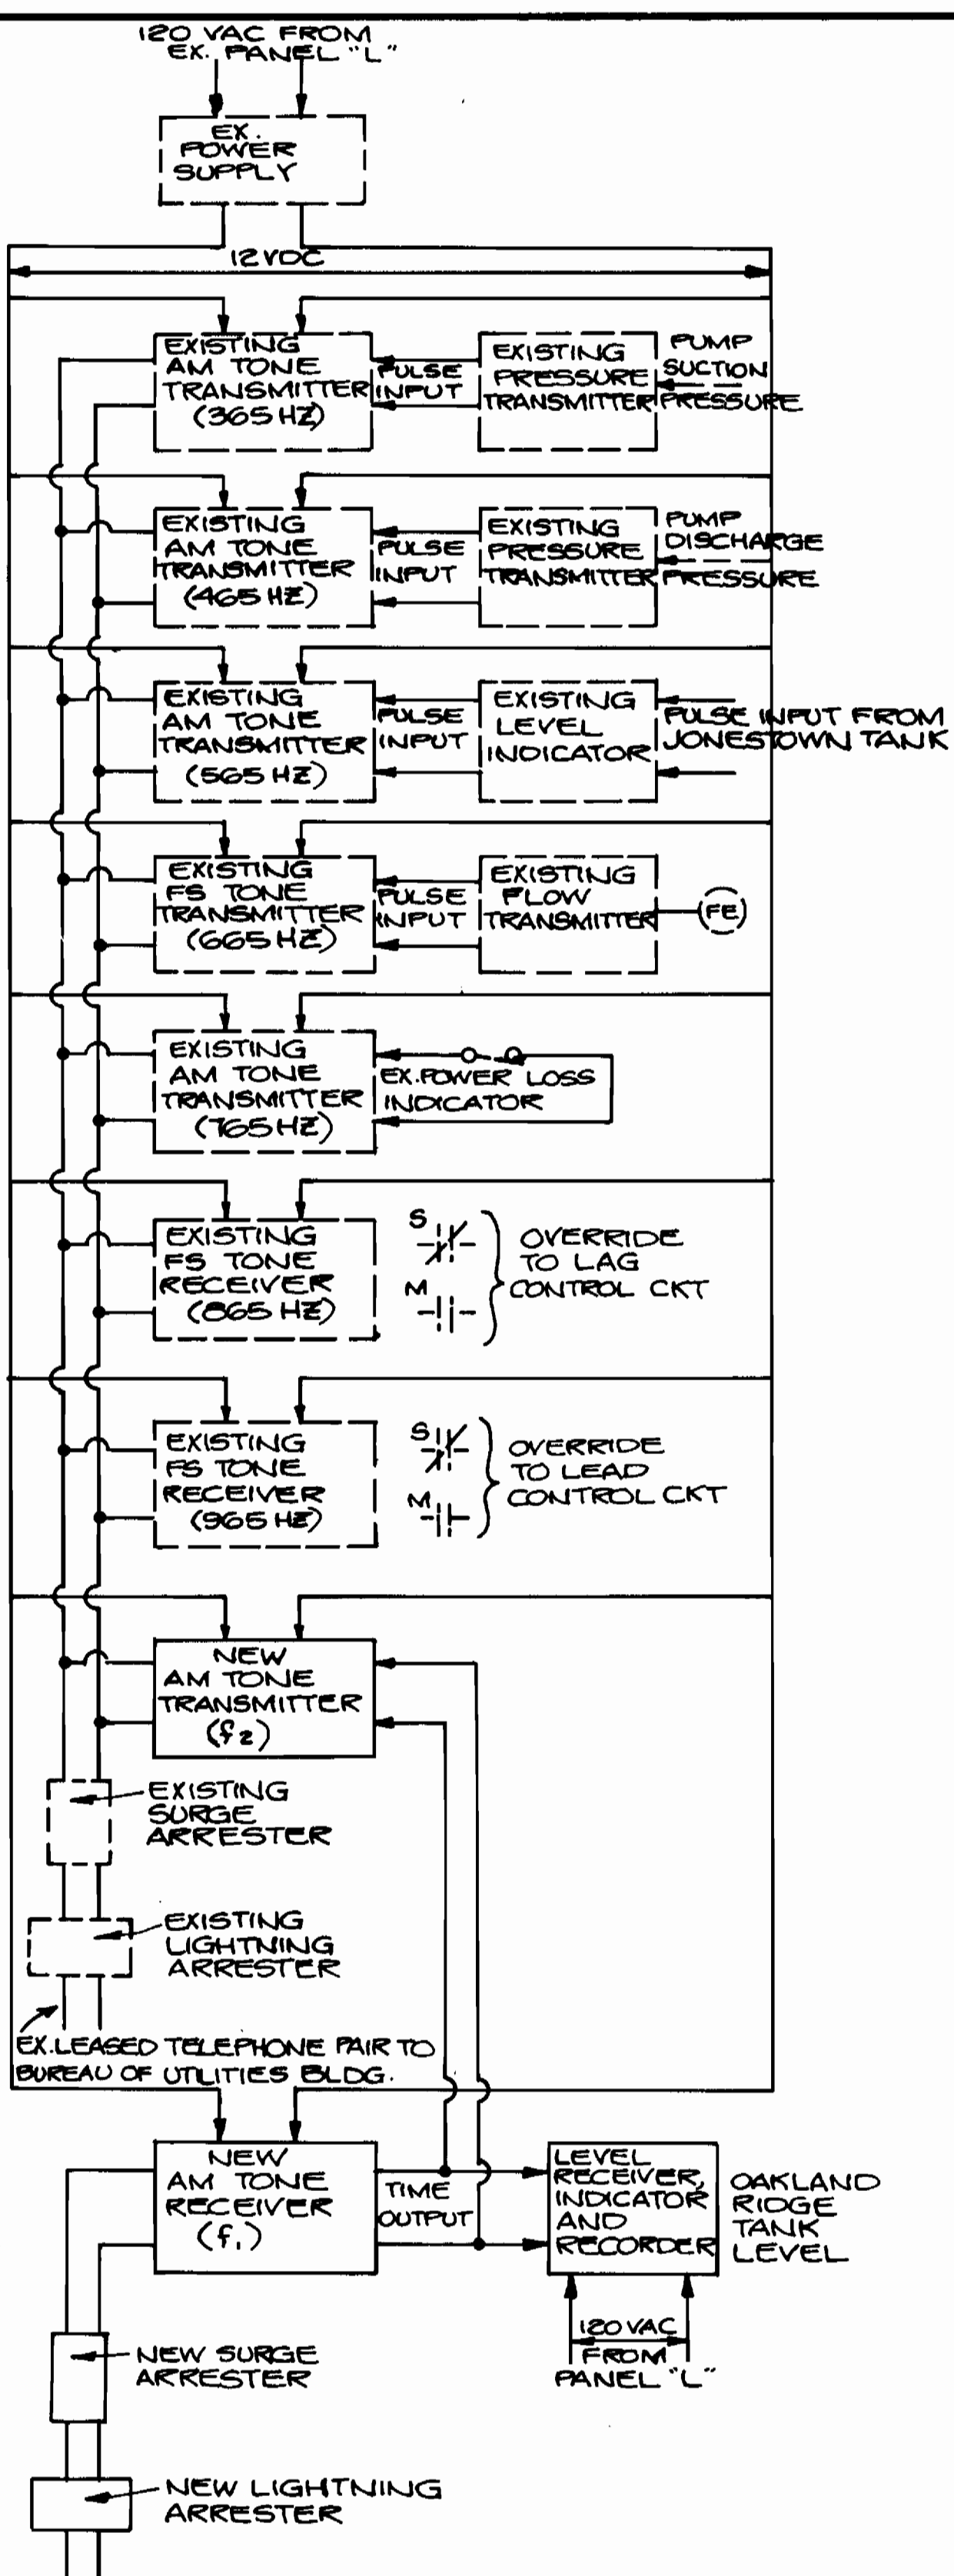 120 VAC FROM
EX. PANEL "L"
EX.
POWER
SUPPLY
12 VDC
EXISTING
AM TONE
TRANSMITTER
(365 HZ)
PULSE
INPUT
EXISTING
PRESSURE
TRANSMITTER
PUMP
SUCTION
PRESSURE
EXISTING
AM TONE
TRANSMITTER
(465 HZ)
PULSE
INPUT
EXISTING
PRESSURE
TRANSMITTER
PUMP
DISCHARGE
PRESSURE
EXISTING
AM TONE
TRANSMITTER
(565 HZ)
PULSE
INPUT
EXISTING
LEVEL
INDICATOR
PULSE INPUT FROM
JONESTOWN TANK
EXISTING
FS TONE
TRANSMITTER
(665 HZ)
PULSE
INPUT
EXISTING
FLOW
TRANSMITTER
FE
EXISTING
AM TONE
TRANSMITTER
(765 HZ)
EX. POWER LOSS
INDICATOR
EXISTING
FS TONE
RECEIVER
(865 HZ)
S
M
OVERRIDE
TO LAG
CONTROL CKT
EXISTING
FS TONE
RECEIVER
(965 HZ)
S
M
OVERRIDE
TO LEAD
CONTROL CKT
NEW
AM TONE
TRANSMITTER
(f2)
EXISTING
SURGE
ARRESTER
EXISTING
LIGHTNING
ARRESTER
EX. LEASED TELEPHONE PAIR TO
BUREAU OF UTILITIES BLDG.
NEW
AM TONE
RECEIVER
(f1)
TIME
OUTPUT
LEVEL
RECEIVER,
INDICATOR
AND
RECORDER
OAKLAND
RIDGE
TANK
LEVEL
120 VAC
FROM
PANEL "L"
NEW SURGE
ARRESTER
NEW LIGHTNING
ARRESTER